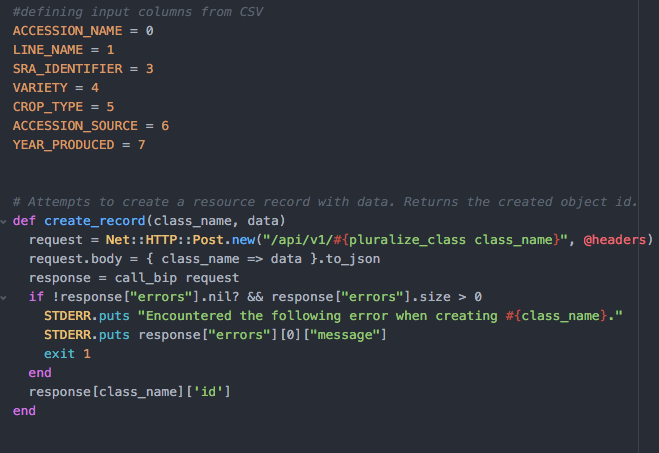 #defining input columns from CSV
ACCESSION_NAME = 0
LINE_NAME = 1
SRA_IDENTIFIER = 3
VARIETY = 4
CROP_TYPE = 5
ACCESSION_SOURCE = 6
YEAR_PRODUCED = 7
# Attempts to create a resource record with data. Returns the created object id.
def create_record(class_name, data)
  request = Net::HTTP::Post.new("/api/v1/#{pluralize_class class_name}", @headers)
  request.body = { class_name => data }.to_json
  response = call_bip request
  if !response["errors"].nil? && response["errors"].size > 0
    STDERR.puts "Encountered the following error when creating #{class_name}."
    STDERR.puts response["errors"][0]["message"]
    exit 1
  end
  response[class_name]['id']
end